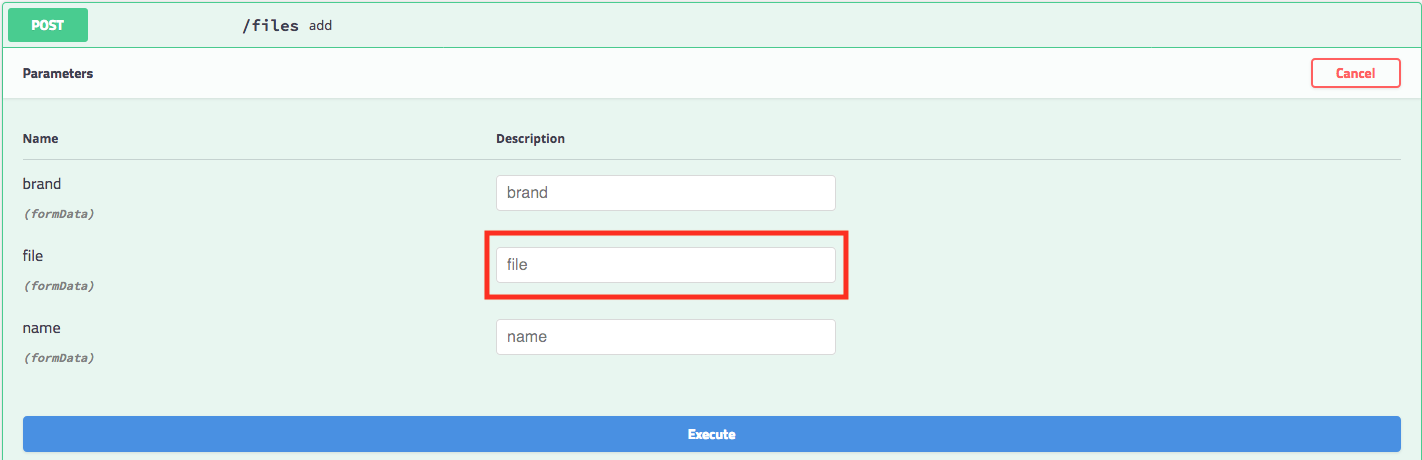 POST /files add
Parameters Cancel
Name Description
brand brand
(formData)
file file
(formData)
name name
(formData)
Execute